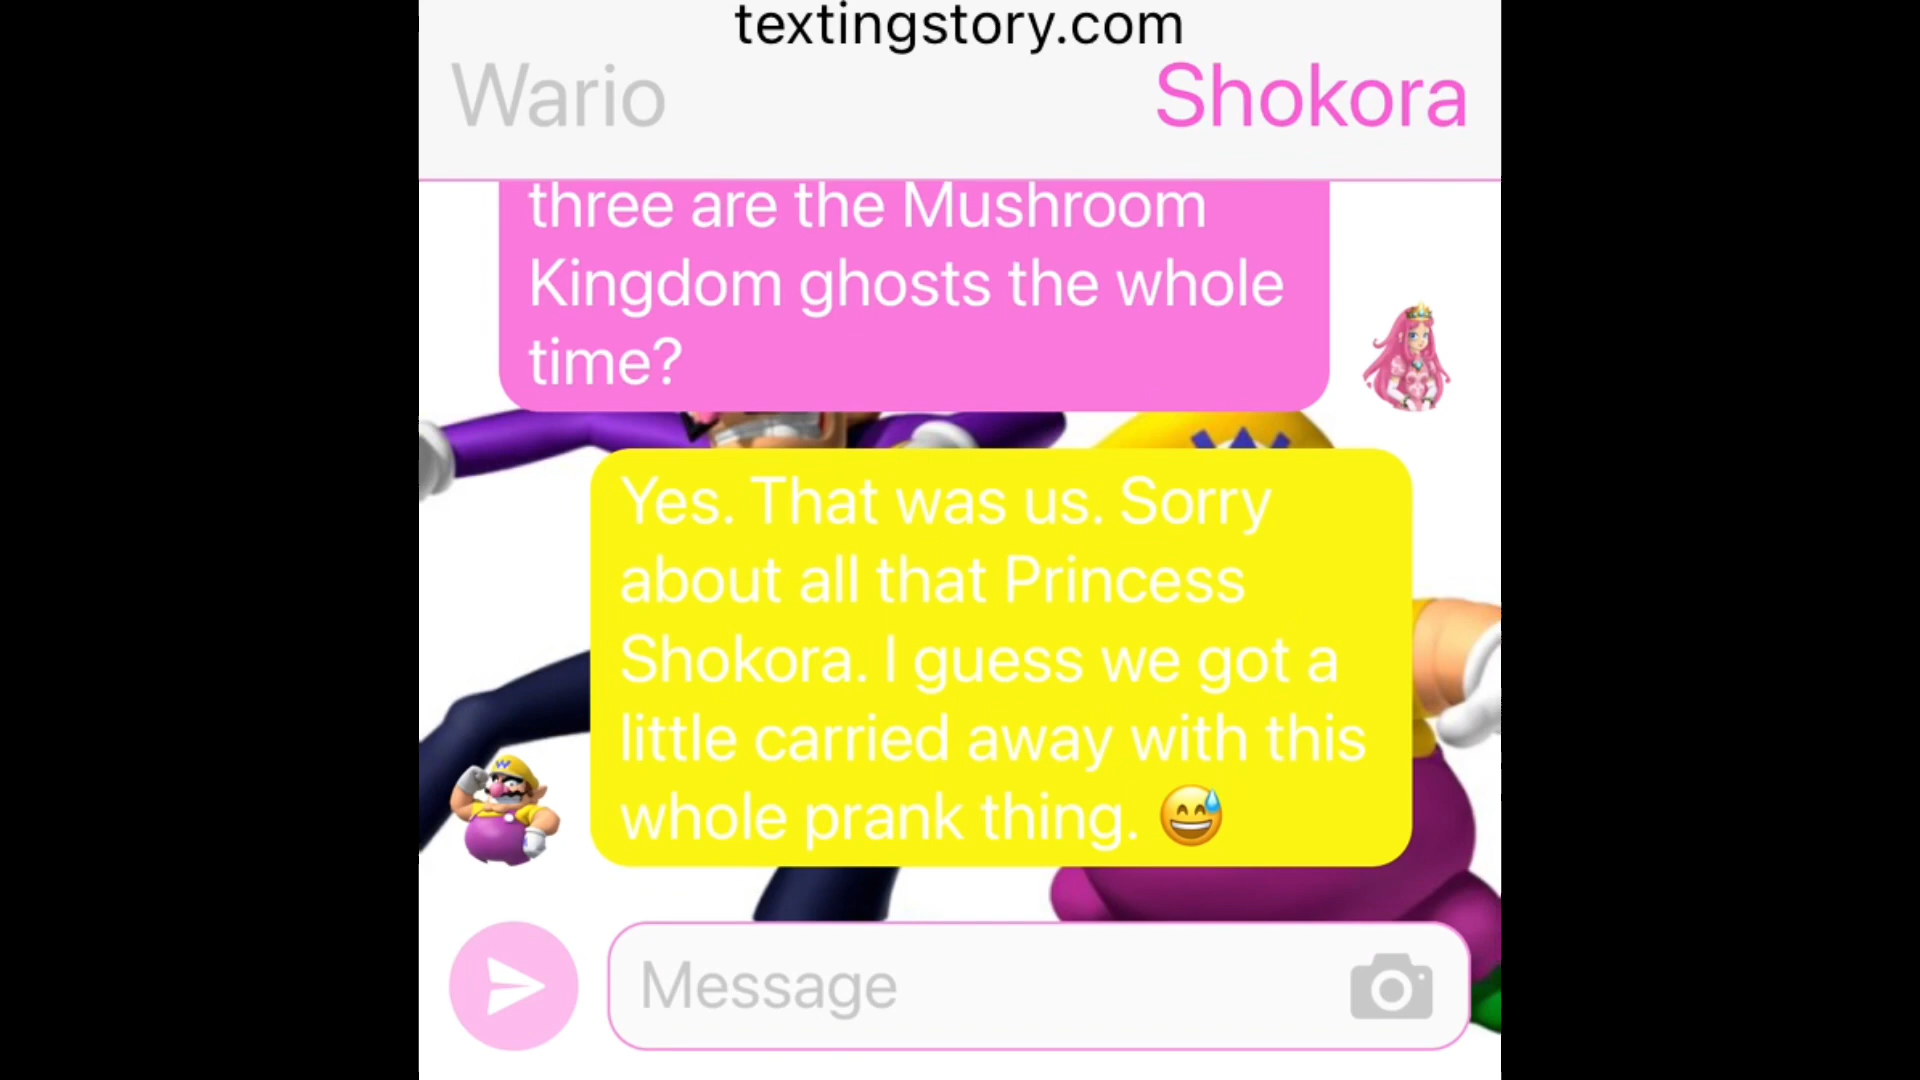 textingstory.com
Wario
Shokora
three are the Mushroom
Kingdom ghosts the whole
time?
W
Yes. That was us. Sorry
about all that Princess
Shokora. I guess we got a
little carried away with this
whole prank thing. 😅
W
Message